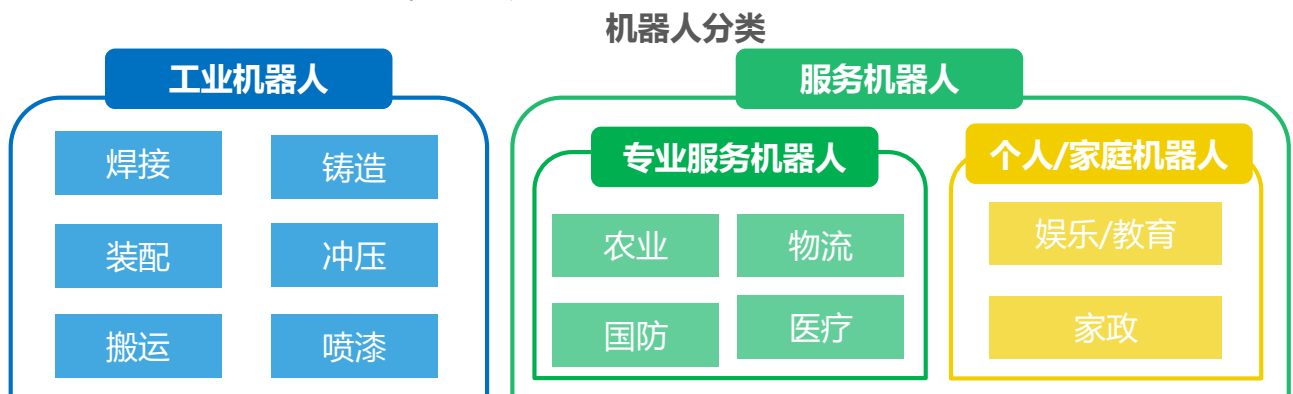 机器人分类
工业机器人
服务机器人
焊接
铸造
装配
冲压
搬运
喷漆
专业服务机器人
农业
物流
国防
医疗
个人/家庭机器人
娱乐/教育
家政